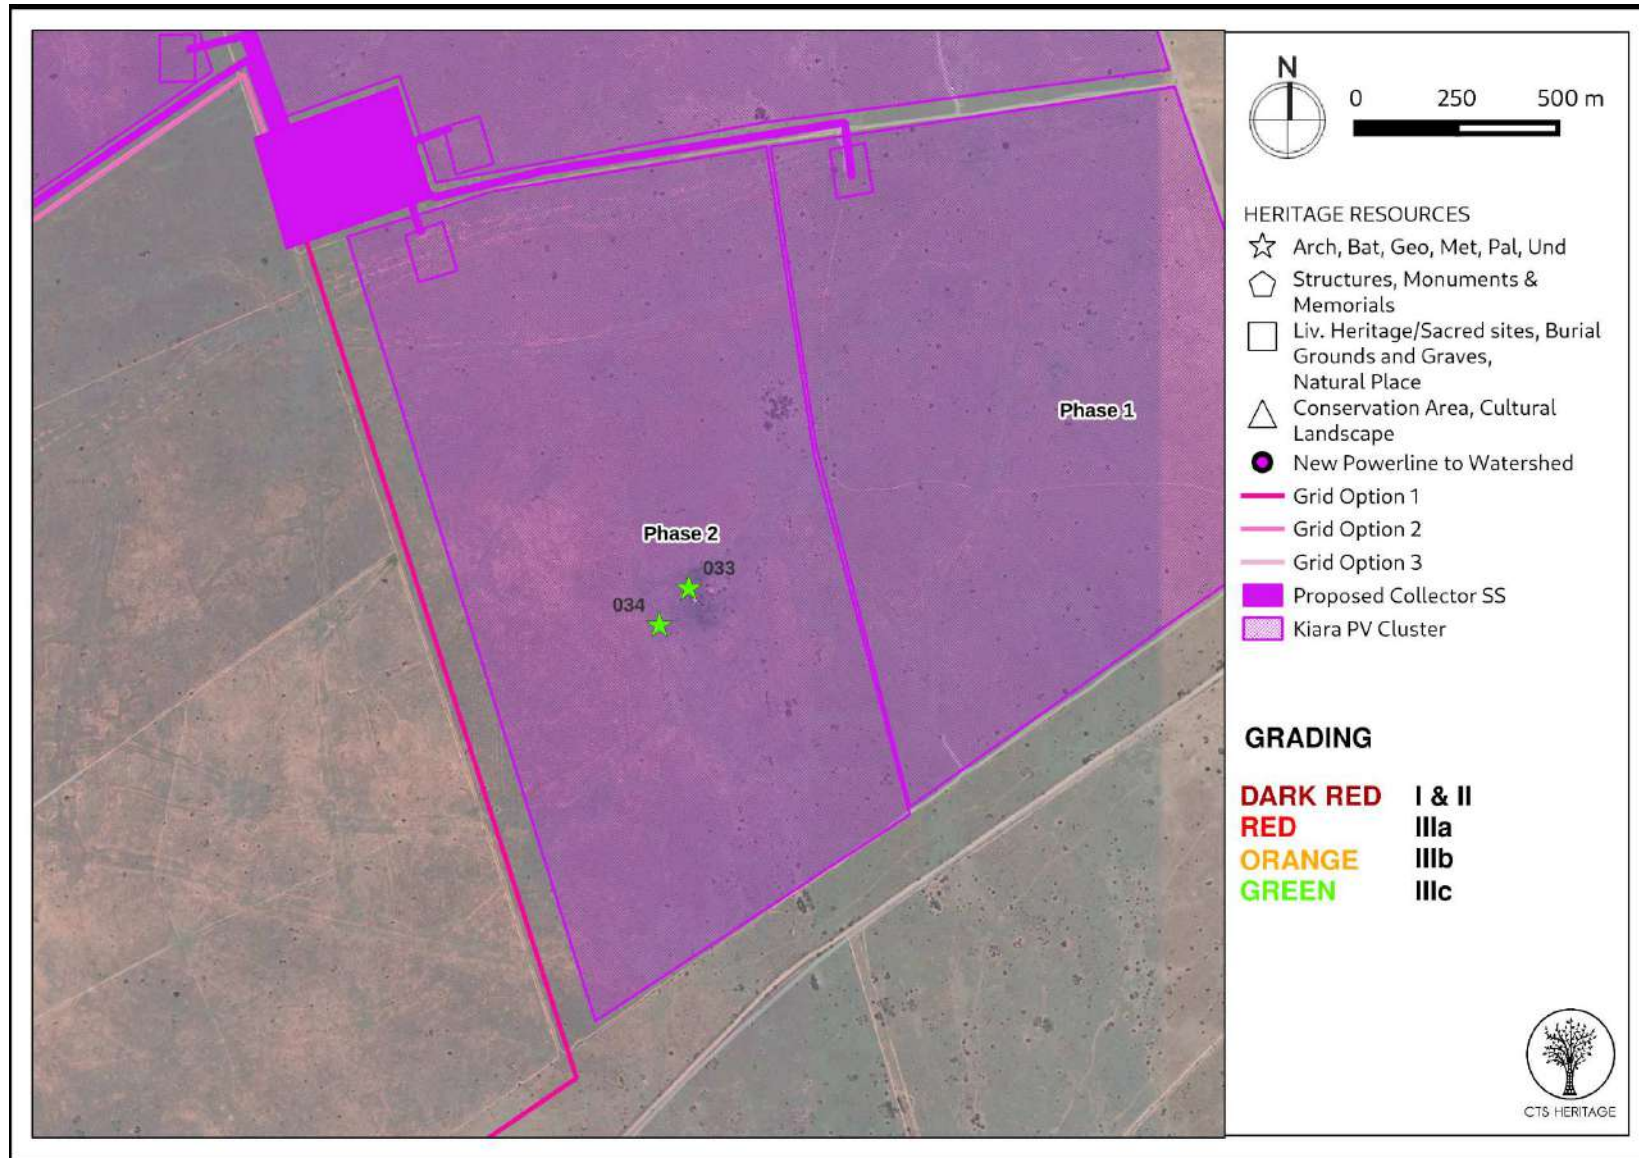 N
0 250 500 m
HERITAGE RESOURCES
Arch, Bat, Geo, Met, Pal, Und
Structures, Monuments &
Memorials
Liv. Heritage/Sacred sites, Burial
Grounds and Graves,
Natural Place
Conservation Area, Cultural
Landscape
New Powerline to Watershed
Grid Option 1
Grid Option 2
Grid Option 3
Proposed Collector SS
Kiara PV Cluster
GRADING
DARK RED I & II
RED IIIa
ORANGE IIIb
GREEN IIIc
CTS HERITAGE
Phase 1
Phase 2
033
034